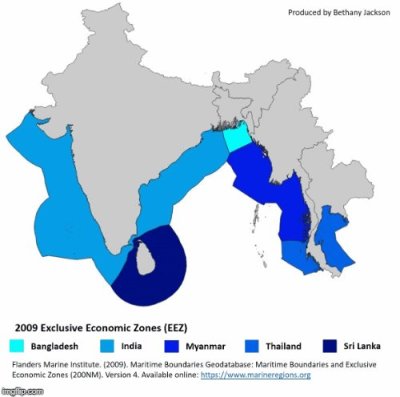 Produced by Bethany Jackson
2009 Exclusive Economic Zones (EEZ)
Bangladesh India Myanmar Thailand Sri Lanka
Flanders Marine Institute. (2009). Maritime Boundaries Geodatabase: Maritime Boundaries and Exclusive
Economic Zones (200NM). Version 4. Available online: https://www.marineregions.org
imgflip.com